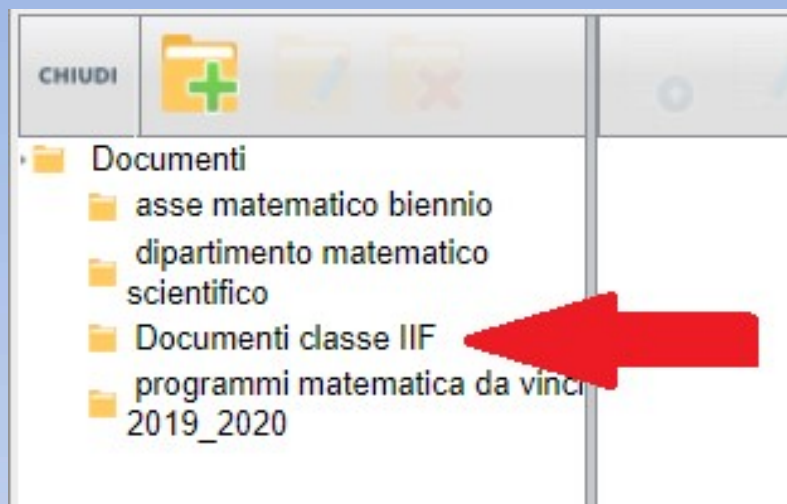 CHIUDI
Documenti
asse matematico biennio
dipartimento matematico
scientifico
Documenti classe IIF
programmi matematica da vinci
2019_2020